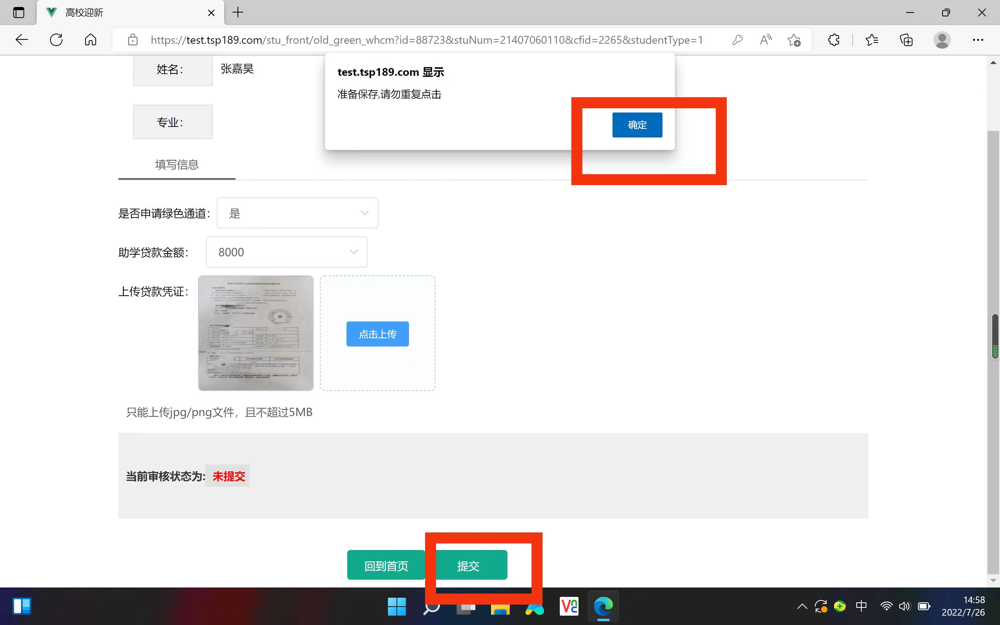 高校迎新
https://test.tsp189.com/stu_front/old_green_whcm?id=88723&stuNum=21407060110&cfid=2265&studentType=1
姓名：
张嘉昊
test.tsp189.com 显示
准备保存,请勿重复点击
确定
专业：
填写信息
是否申请绿色通道：
是
助学贷款金额：
8000
上传贷款凭证：
点击上传
只能上传jpg/png文件，且不超过5MB
当前审核状态为: 未提交
回到首页
提交
中
14:58
2022/7/26